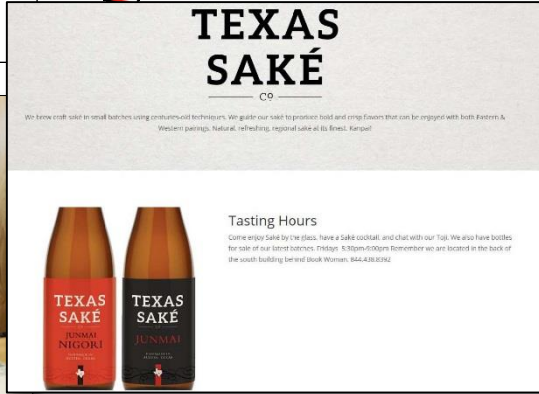 TEXAS
SAKÉ
CO
We brew craft saké in small batches using centuries-old techniques. We guide our saké to produce bold and crisp flavors that can be enjoyed with both Eastern &
Western pairings. Natural, refreshing, regional saké at its finest. Kanpai!
Tasting Hours
Come enjoy Saké by the glass, have a Saké cocktail, and chat with our Toji. We also have bottles
for sale of our latest batches. Fridays 5:30pm-9:00pm Remember we are located in the back of
the south building behind Book Woman. 844.438.8392
TEXAS
SAKÉ
JUNMAI
NIGORI
TEXAS
SAKÉ
JUNMAI